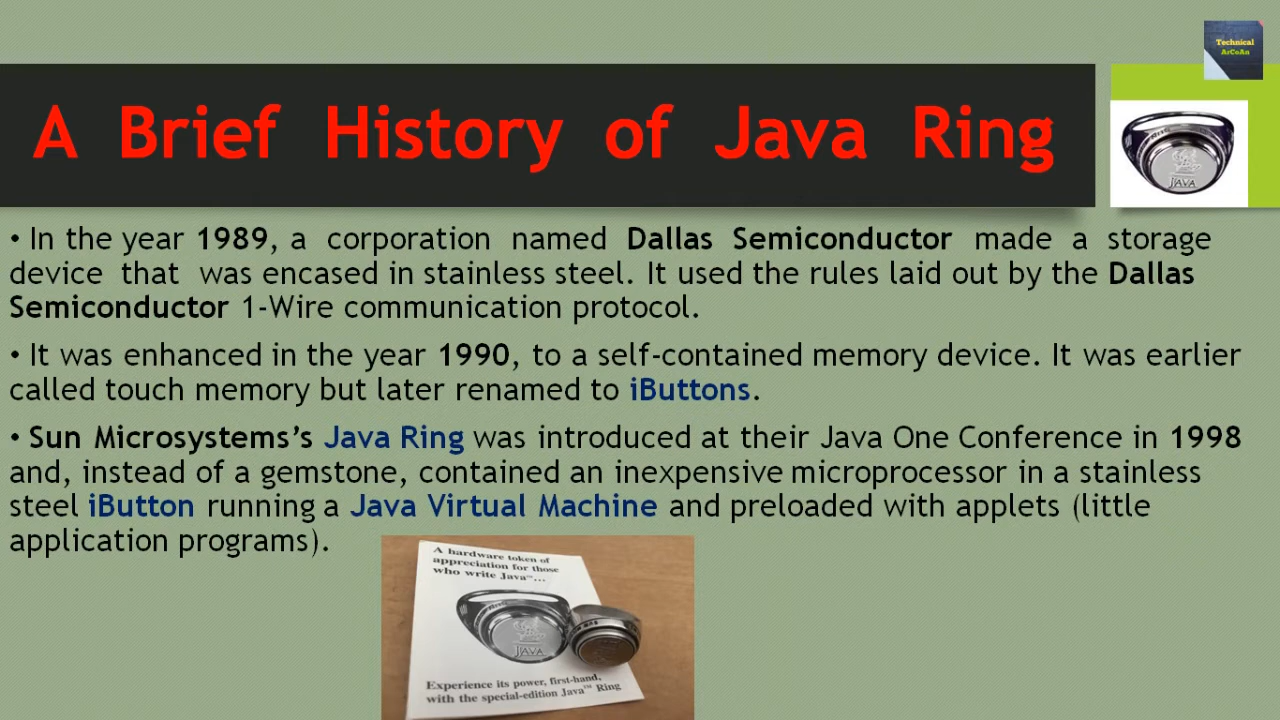 Technical
ArCoAn
A Brief History of Java Ring
JAVA
• In the year 1989, a corporation named Dallas Semiconductor made a storage
device that was encased in stainless steel. It used the rules laid out by the Dallas
Semiconductor 1-Wire communication protocol.
• It was enhanced in the year 1990, to a self-contained memory device. It was earlier
called touch memory but later renamed to iButtons.
• Sun Microsystems’s Java Ring was introduced at their Java One Conference in 1998
and, instead of a gemstone, contained an inexpensive microprocessor in a stainless
steel iButton running a Java Virtual Machine and preloaded with applets (little
application programs).
A hardware token of
appreciation for those
who write Java™...
JAVA
Experience its power, first-hand,
with the special-edition Java™ Ring